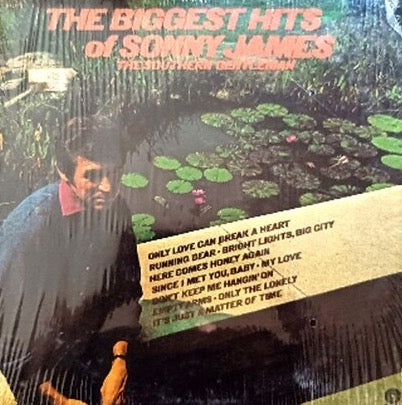 THE BIGGEST HITS
of SONNY JAMES
THE SOUTHERN GENTLEMAN
ONLY LOVE CAN BREAK A HEART
RUNNING BEAR • BRIGHT LIGHTS, BIG CITY
HERE COMES HONEY AGAIN
SINCE I MET YOU, BABY • MY LOVE
DON'T KEEP ME HANGIN' ON
EMPTY ARMS • ONLY THE LONELY
IT'S JUST A MATTER OF TIME